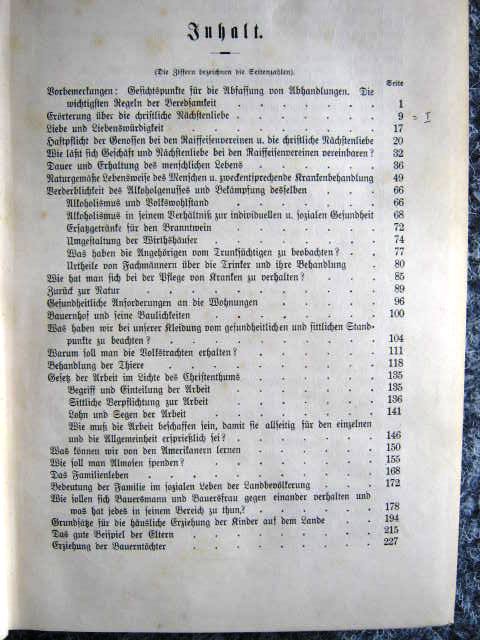 Inhalt.
(Die Ziffern bezeichnen die Seitenzahlen).
Seite
Vorbemerkungen: Gesichtspunkte für die Abfassung von Abhandlungen. Die
wichtigsten Regeln der Beredsamkeit . . . . . . . . 1
Erörterung über die christliche Nächstenliebe . . . . . . . . 9 = I
Liebe und Liebenswürdigkeit . . . . . . . . 17
Haftpflicht der Genossen bei den Raiffeisenvereinen u. die christliche Nächstenliebe 20
Wie läßt sich Geschäft und Nächstenliebe bei den Raiffeisenvereinen vereinbaren? 32
Dauer und Erhaltung des menschlichen Lebens . . . . . . . 36
Naturgemäße Lebensweise des Menschen u. zweckentsprechende Krankenbehandlung 49
Verderblichkeit des Alkoholgenusses und Bekämpfung desselben . . . . 66
Alkoholismus und Volkswohlstand . . . . . . . 66
Alkoholismus in seinem Verhältniß zur individuellen u. sozialen Gesundheit 68
Ersatzgetränke für den Branntwein . . . . . . . 72
Umgestaltung der Wirthshäuser . . . . . . . 74
Was haben die Angehörigen vom Trunksüchtigen zu beobachten? . . 77
Urtheile von Fachmännern über die Trinker und ihre Behandlung . 80
Wie hat man sich bei der Pflege von Kranken zu verhalten? . . . . 85
Zurück zur Natur . . . . . . . . 89
Gesundheitliche Anforderungen an die Wohnungen . . . . . . 96
Bauernhof und seine Baulichkeiten . . . . . . . . 100
Was haben wir bei unserer Kleidung vom gesundheitlichen und sittlichen Stand-
punkte zu beachten? . . . . . . . . 104
Warum soll man die Volkstrachten erhalten? . . . . . . . 111
Behandlung der Thiere . . . . . . . . 118
Gesetz der Arbeit im Lichte des Christenthums . . . . . . 135
Begriff und Einteilung der Arbeit . . . . . . . 135
Sittliche Verpflichtung zur Arbeit . . . . . . . 136
Lohn und Segen der Arbeit . . . . . . . . 141
Wie muß die Arbeit beschaffen sein, damit sie allseitig für den einzelnen
und die Allgemeinheit ersprießlich sei? . . . . . . 146
Was können wir von den Amerikanern lernen . . . . . . . 150
Wie soll man Almosen spenden? . . . . . . . . 155
Das Familienleben . . . . . . . . 168
Bedeutung der Familie im sozialen Leben der Landbevölkerung . . . . 172
Wie sollen sich Bauersmann und Bauersfrau gegen einander verhalten und
was hat jedes in seinem Bereich zu thun? . . . . . . 178
Grundsätze für die häusliche Erziehung der Kinder auf dem Lande . . . 194
Das gute Beispiel der Eltern . . . . . . . . 215
Erziehung der Bauerntöchter . . . . . . . . 227